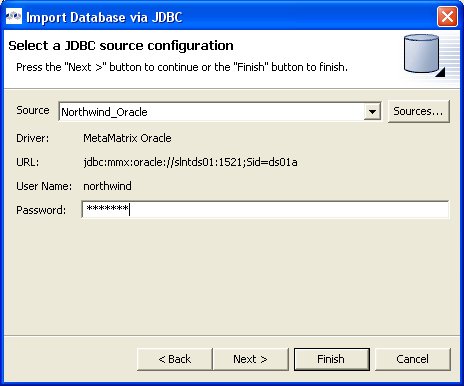 Import Database via JDBC
Select a JDBC source configuration
Press the "Next >" button to continue or the "Finish" button to finish.
Source Northwind_Oracle Sources...
Driver: MetaMatrix Oracle
URL: jdbc:mmx:oracle://slntds01:1521;Sid=ds01a
User Name: northwind
Password: *******
< Back Next > Finish Cancel